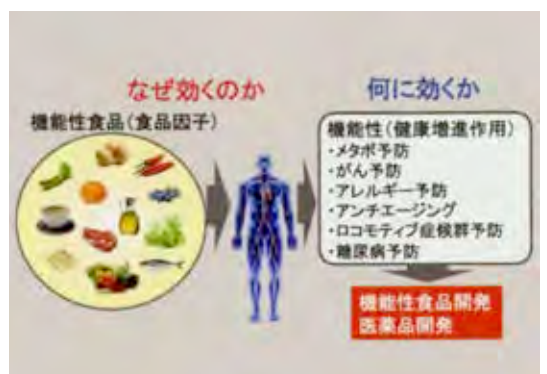 なぜ効くのか
何に効くか
機能性食品(食品因子)
機能性(健康増進作用)
・メタボ予防
・がん予防
・アレルギー予防
・アンチエージング
・ロコモティブ症候群予防
・糖尿病予防
機能性食品開発
医薬品開発